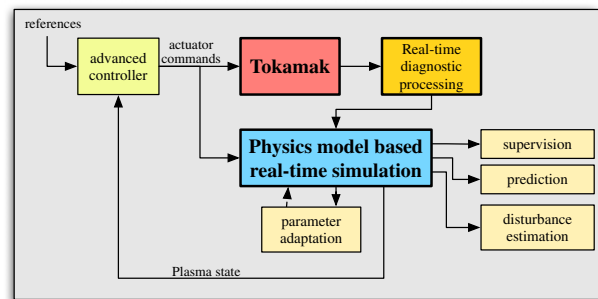 references
advanced
controller
actuator
commands
Tokamak
Real-time
diagnostic
processing
Physics model based
real-time simulation
supervision
prediction
disturbance
estimation
parameter
adaptation
Plasma state